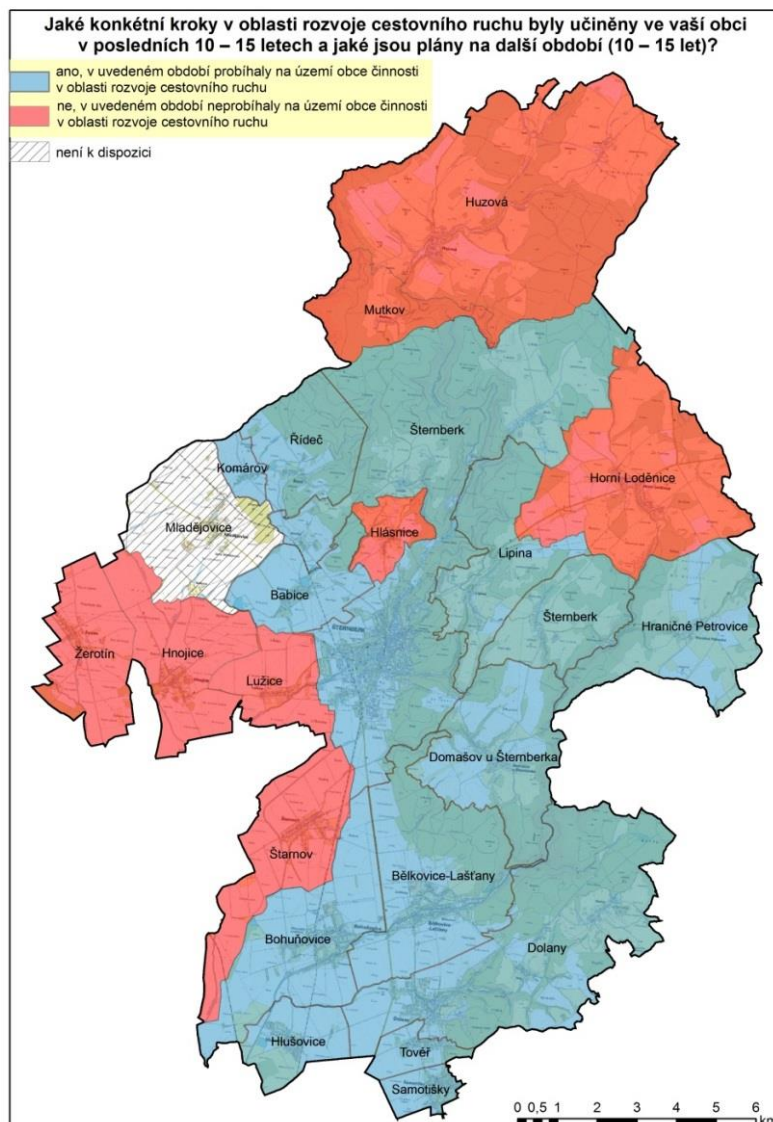 Jaké konkétní kroky v oblasti rozvoje cestovního ruchu byly učiněny ve vaší obci
v posledních 10 – 15 letech a jaké jsou plány na další období (10 – 15 let)?
ano, v uvedeném období probíhaly na území obce činnosti
v oblasti rozvoje cestovního ruchu
ne, v uvedeném období neprobíhaly na území obce činnosti
v oblasti rozvoje cestovního ruchu
není k dispozici
Huzová
Mutkov
Šternberk
Řídeč
Komárov
Horní Loděnice
Mladějovice
Hlásnice
Lipina
Babice
Šternberk
Hraničné Petrovice
Žerotín
Hnojice
Lužice
Domašov u Šternberka
Štarnov
Bělkovice-Lašťany
Bohuňovice
Dolany
Hlušovice
Tovéř
Samotišky
0 0,5 1 2 3 4 5 6
km